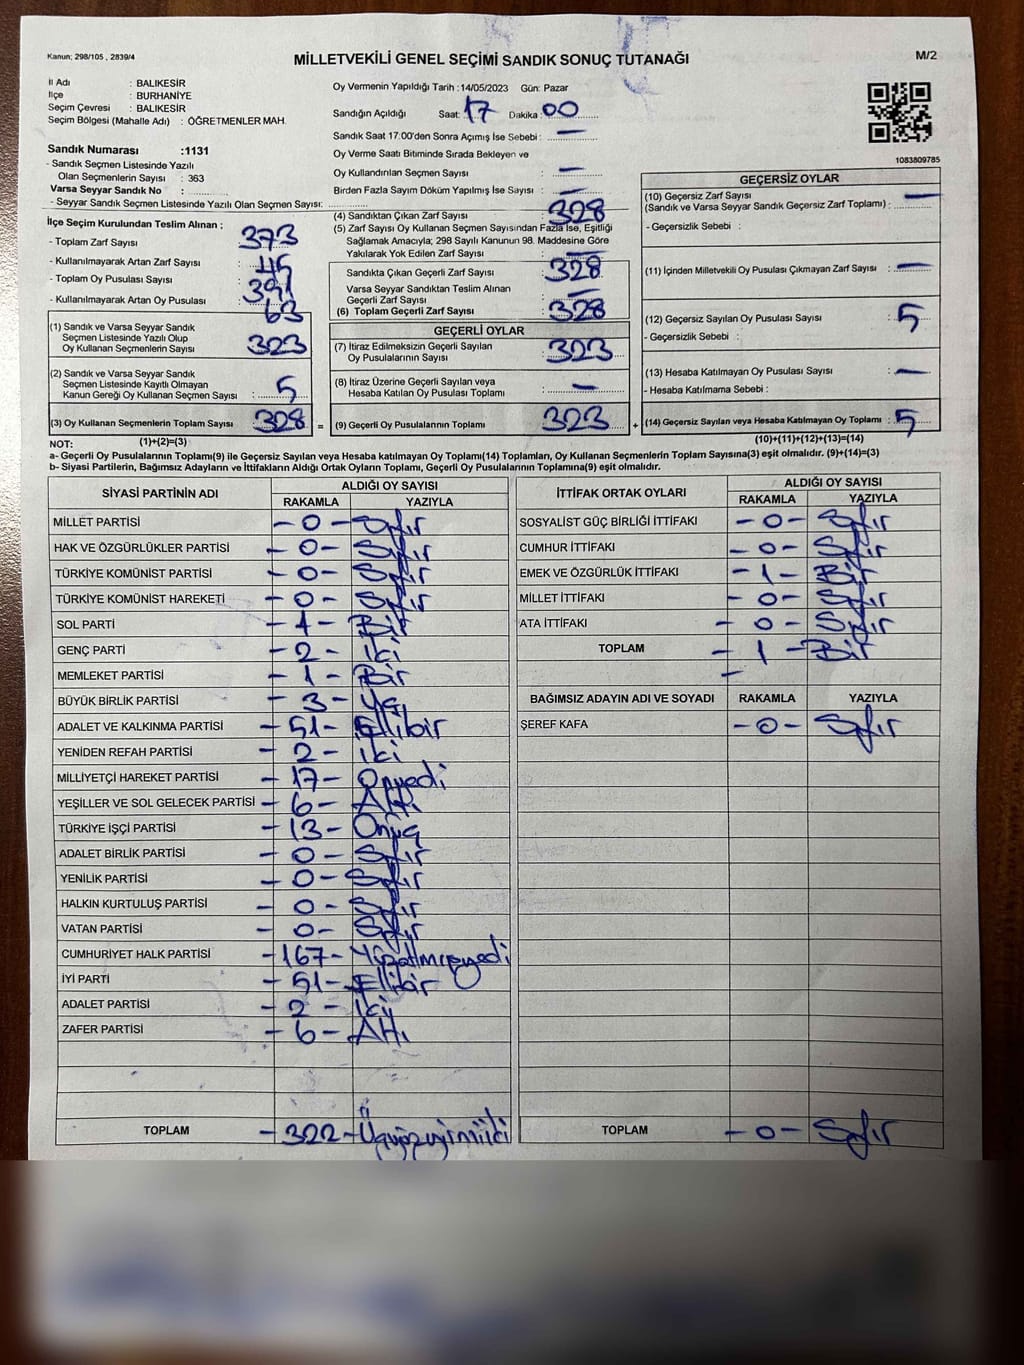 Kanun; 298/105 , 2839/4
MİLLETVEKİLİ GENEL SEÇİMİ SANDIK SONUÇ TUTANAĞI
M/2
İl Adı : BALIKESİR
İlçe : BURHANİYE
Seçim Çevresi : BALIKESİR
Seçim Bölgesi (Mahalle Adı) : ÖĞRETMENLER MAH.
Sandık Numarası :1131
- Sandık Seçmen Listesinde Yazılı
Olan Seçmenlerin Sayısı : 363
Varsa Seyyar Sandık No :
- Seyyar Sandık Seçmen Listesinde Yazılı Olan Seçmen Sayısı:
Oy Vermenin Yapıldığı Tarih :14/05/2023 Gün: Pazar
Sandığın Açıldığı Saat: 17 Dakika: 00
Sandık Saat 17:00'den Sonra Açımış İse Sebebi : —
Oy Verme Saati Bitiminde Sırada Bekleyen ve
Oy Kullandırılan Seçmen Sayısı : —
Birden Fazla Sayım Döküm Yapılmış İse Sayısı : —
1083809785
İlçe Seçim Kurulundan Teslim Alınan :
- Toplam Zarf Sayısı : 373
- Kullanılmayarak Artan Zarf Sayısı : 45
- Toplam Oy Pusulası Sayısı : 391
- Kullanılmayarak Artan Oy Pusulası : 63
(1) Sandık ve Varsa Seyyar Sandık
Seçmen Listesinde Yazılı Olup
Oy Kullanan Seçmenlerin Sayısı : 323
(2) Sandık ve Varsa Seyyar Sandık
Seçmen Listesinde Kayıtlı Olmayan
Kanun Gereği Oy Kullanan Seçmen Sayısı : 5
(3) Oy Kullanan Seçmenlerin Toplam Sayısı : 328
(4) Sandıktan Çıkan Zarf Sayısı : 328
(5) Zarf Sayısı Oy Kullanan Seçmen Sayısından Fazla İse, Eşitliği
Sağlamak Amacıyla; 298 Sayılı Kanunun 98. Maddesine Göre
Yakılarak Yok Edilen Zarf Sayısı : —
Sandıkta Çıkan Geçerli Zarf Sayısı : 328
Varsa Seyyar Sandıktan Teslim Alınan
Geçerli Zarf Sayısı : —
(6) Toplam Geçerli Zarf Sayısı : 328
GEÇERLİ OYLAR
(7) İtiraz Edilmeksizin Geçerli Sayılan
Oy Pusulalarının Sayısı : 323
(8) İtiraz Üzerine Geçerli Sayılan veya
Hesaba Katılan Oy Pusulası Toplamı : —
= (9) Geçerli Oy Pusulalarının Toplamı : 323 +
GEÇERSİZ OYLAR
(10) Geçersiz Zarf Sayısı
(Sandık ve Varsa Seyyar Sandık Geçersiz Zarf Toplamı) : —
- Geçersizlik Sebebi :
(11) İçinden Milletvekili Oy Pusulası Çıkmayan Zarf Sayısı : —
(12) Geçersiz Sayılan Oy Pusulası Sayısı : 5
- Geçersizlik Sebebi :
(13) Hesaba Katılmayan Oy Pusulası Sayısı : —
- Hesaba Katılmama Sebebi :
(14) Geçersiz Sayılan veya Hesaba Katılmayan Oy Toplamı : 5
NOT: (1)+(2)=(3)
(10)+(11)+(12)+(13)=(14)
a- Geçerli Oy Pusulalarının Toplamı(9) ile Geçersiz Sayılan veya Hesaba katılmayan Oy Toplamı(14) Toplamları, Oy Kullanan Seçmenlerin Toplam Sayısına(3) eşit olmalıdır. (9)+(14)=(3)
b- Siyasi Partilerin, Bağımsız Adayların ve İttifakların Aldığı Ortak Oyların Toplamı, Geçerli Oy Pusulalarının Toplamına(9) eşit olmalıdır.
SİYASİ PARTİNİN ADI
ALDIĞI OY SAYISI
RAKAMLA YAZIYLA
MİLLET PARTİSİ - 0 - Sıfır
HAK VE ÖZGÜRLÜKLER PARTİSİ - 0 - Sıfır
TÜRKİYE KOMÜNİST PARTİSİ - 0 - Sıfır
TÜRKİYE KOMÜNİST HAREKETİ - 0 - Sıfır
SOL PARTİ - 1 - Bir
GENÇ PARTİ - 2 - İki
MEMLEKET PARTİSİ - 1 - Bir
BÜYÜK BİRLİK PARTİSİ - 3 - Üç
ADALET VE KALKINMA PARTİSİ - 51 - Ellibir
YENİDEN REFAH PARTİSİ - 2 - iki
MİLLİYETÇİ HAREKET PARTİSİ - 17 - Onyedi
YEŞİLLER VE SOL GELECEK PARTİSİ - 6 - Altı
TÜRKİYE İŞÇİ PARTİSİ - 13 - Onüç
ADALET BİRLİK PARTİSİ - 0 - Sıfır
YENİLİK PARTİSİ - 0 - Sıfır
HALKIN KURTULUŞ PARTİSİ - 0 - Sıfır
VATAN PARTİSİ - 0 - Sıfır
CUMHURİYET HALK PARTİSİ - 167 - Yüzatmışyedi
İYİ PARTİ - 51 - Ellibir
ADALET PARTİSİ - 2 - iki
ZAFER PARTİSİ - 6 - Altı
TOPLAM - 322 - Üçyüzyirmiiki
İTTİFAK ORTAK OYLARI
ALDIĞI OY SAYISI
RAKAMLA YAZIYLA
SOSYALİST GÜÇ BİRLİĞİ İTTİFAKI - 0 - Sıfır
CUMHUR İTTİFAKI - 0 - Sıfır
EMEK VE ÖZGÜRLÜK İTTİFAKI - 1 - Bir
MİLLET İTTİFAKI - 0 - Sıfır
ATA İTTİFAKI - 0 - Sıfır
TOPLAM - 1 - Bir
BAĞIMSIZ ADAYIN ADI VE SOYADI RAKAMLA YAZIYLA
ŞEREF KAFA - 0 - Sıfır
TOPLAM - 0 - Sıfır